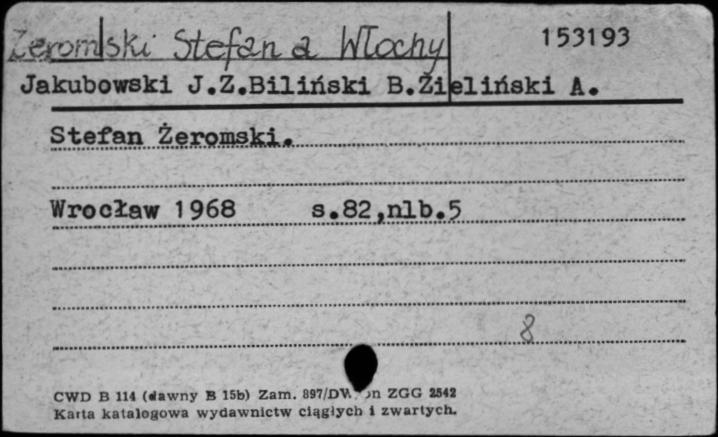 Żeromski Stefan a Włochy 153193
Jakubowski J.Z.Biliński B.Zieliński A.
Stefan Żeromski.
Wrocław 1968 s.82,nlb.5
8
CWD B 114 (dawny B 15b) Zam. 897/DW ZGG 2542
Karta katalogowa wydawnictw ciągłych i zwartych.